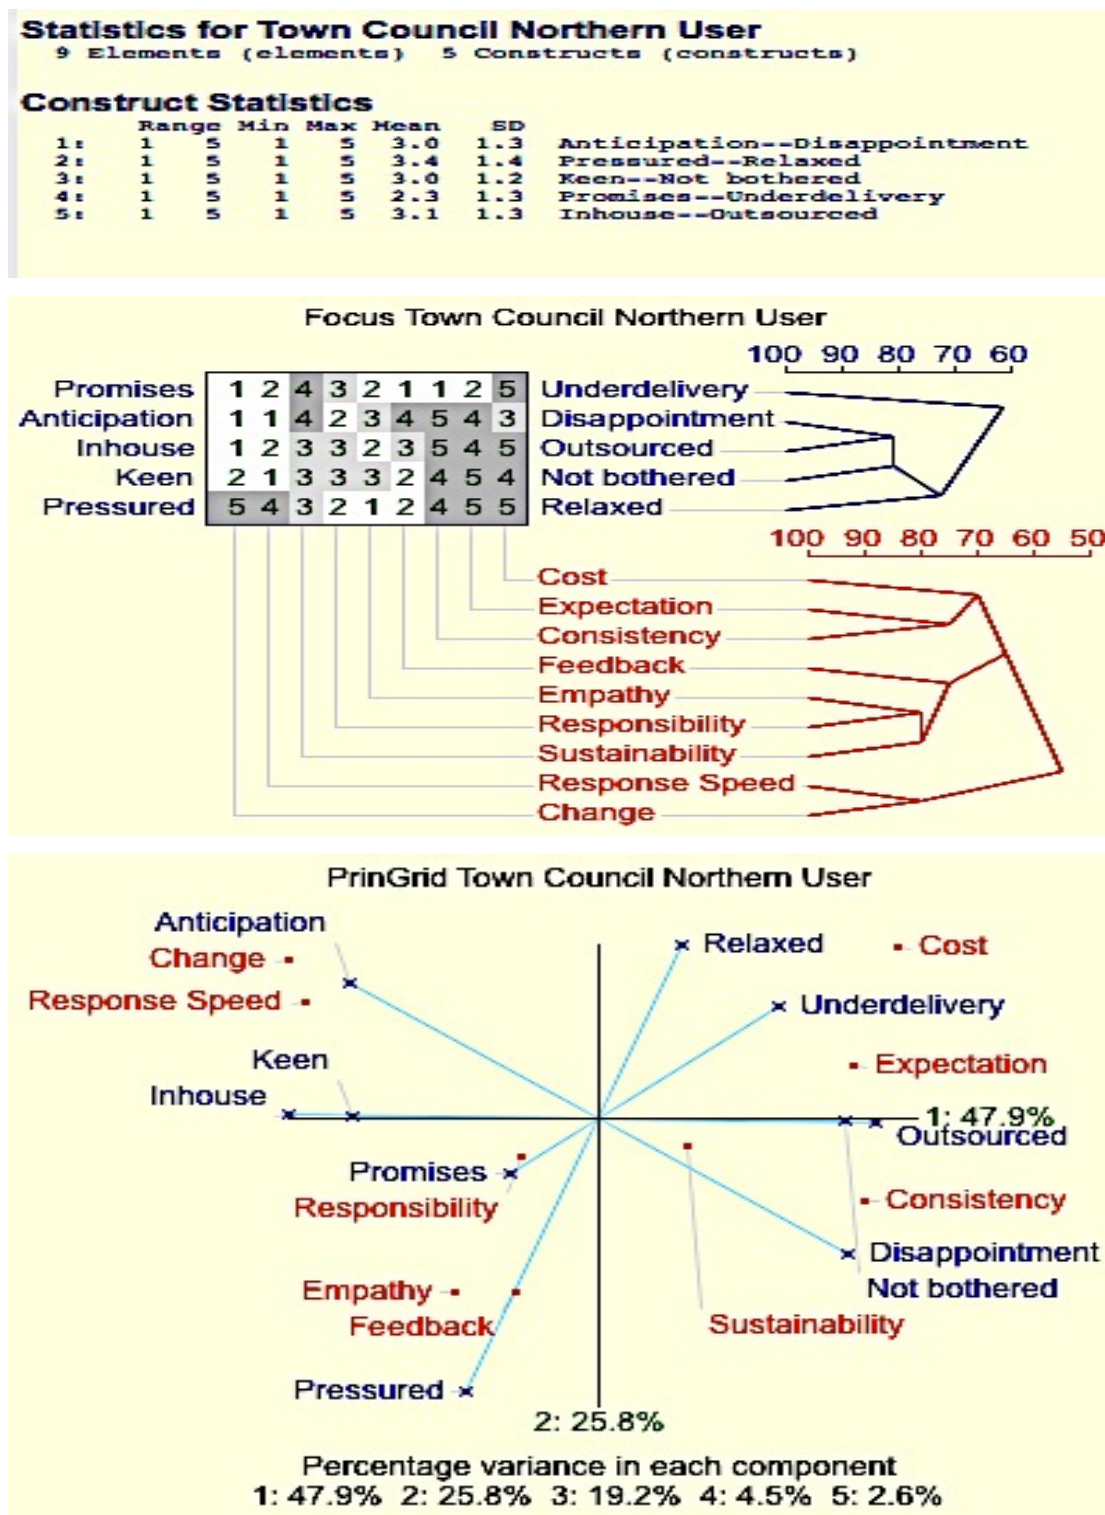 Statistics for Town Council Northern User
9 Elements (elements) 5 Constructs (constructs)
Construct Statistics
Range Min Max Mean SD
1: 1 5 1 5 3.0 1.3 Anticipation--Disappointment
2: 1 5 1 5 3.4 1.4 Pressured--Relaxed
3: 1 5 1 5 3.0 1.2 Keen--Not bothered
4: 1 5 1 5 2.3 1.3 Promises--Underdelivery
5: 1 5 1 5 3.1 1.3 Inhouse--Outsourced
Focus Town Council Northern User
100 90 80 70 60
Promises 1 2 4 3 2 1 1 2 5 Underdelivery
Anticipation 1 1 4 2 3 4 5 4 3 Disappointment
Inhouse 1 2 3 3 2 3 5 4 5 Outsourced
Keen 2 1 3 3 3 2 4 5 4 Not bothered
Pressured 5 4 3 2 1 2 4 5 5 Relaxed
100 90 80 70 60 50
Cost
Expectation
Consistency
Feedback
Empathy
Responsibility
Sustainability
Response Speed
Change
PrinGrid Town Council Northern User
Anticipation
Relaxed Cost
Change
Response Speed Underdelivery
Keen Expectation
Inhouse 1: 47.9%
Outsourced
Promises
Responsibility Consistency
Disappointment
Empathy Not bothered
Feedback Sustainability
Pressured
2: 25.8%
Percentage variance in each component
1: 47.9% 2: 25.8% 3: 19.2% 4: 4.5% 5: 2.6%